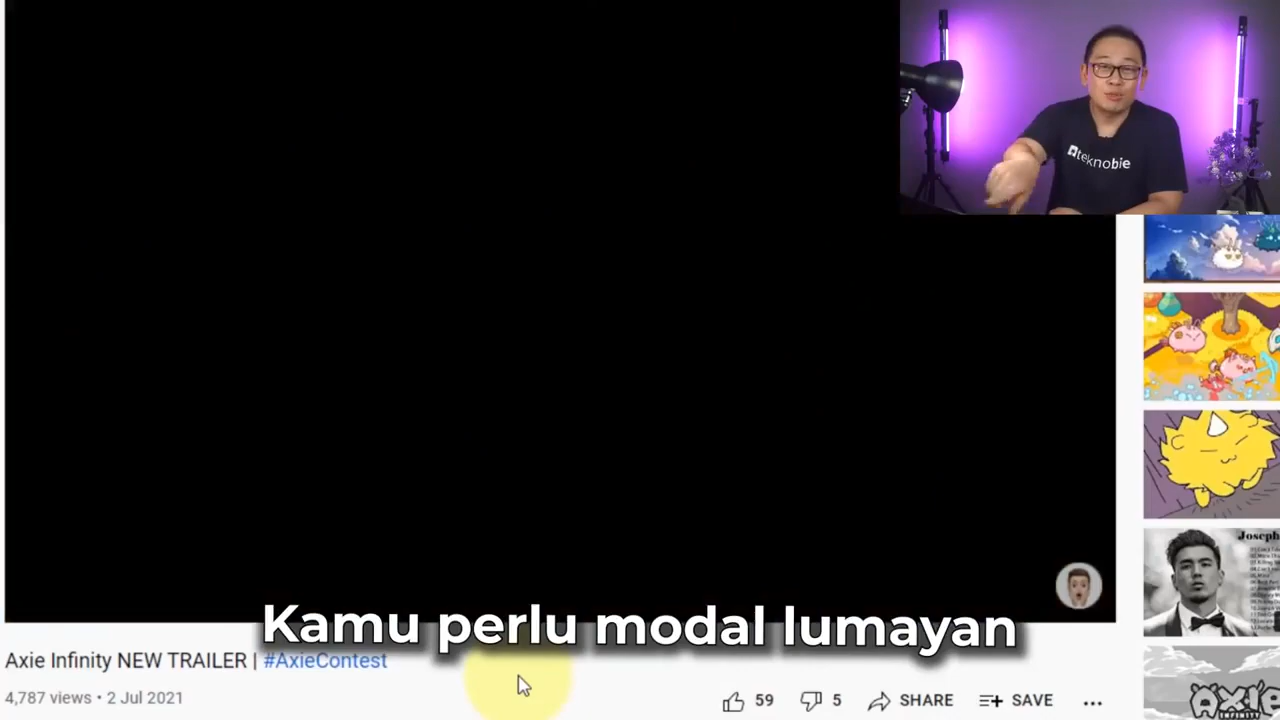 teknobie
Joseph
Kamu perlu modal lumayan
Axie Infinity NEW TRAILER | #AxieContest
4,787 views • 2 Jul 2021
59
5
SHARE
SAVE
AXIE